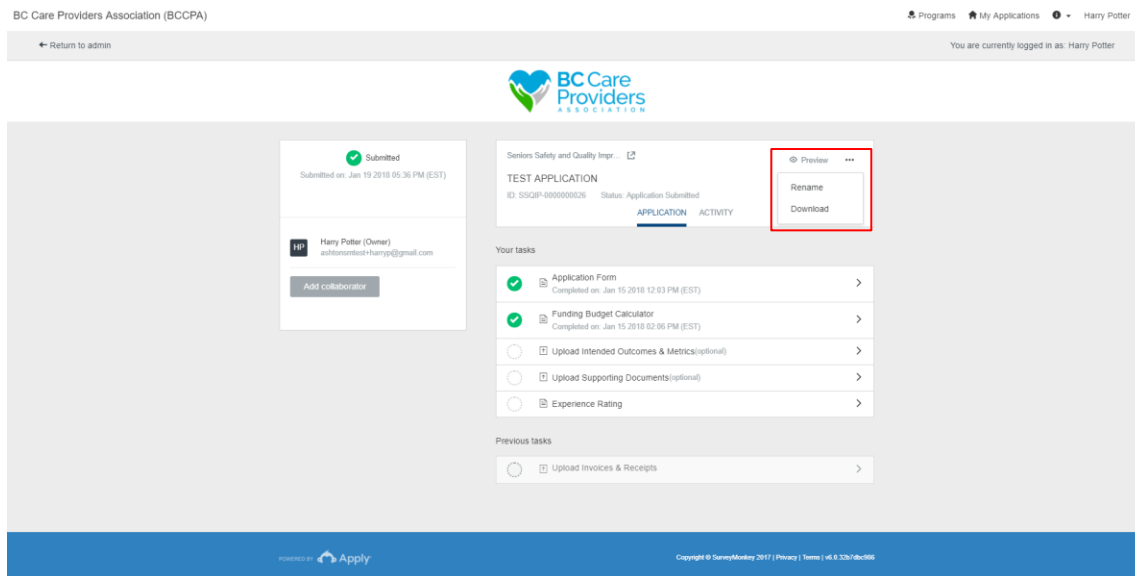 BC Care Providers Association (BCCPA)
Programs My Applications Harry Potter
Return to admin
You are currently logged in as: Harry Potter
BC Care
Providers
ASSOCIATION
Submitted
Submitted on: Jan 19 2018 05:36 PM (EST)
HP
Harry Potter (Owner)
ashtonsmtest+harryp@gmail.com
Add collaborator
Seniors Safety and Quality Impr...
Preview ...
TEST APPLICATION
ID: SSQIP-0000000026 Status: Application Submitted
APPLICATION ACTIVITY
Rename
Download
Your tasks
Application Form
Completed on: Jan 15 2018 12:03 PM (EST)
Funding Budget Calculator
Completed on: Jan 15 2018 02:06 PM (EST)
Upload Intended Outcomes & Metrics(optional)
Upload Supporting Documents(optional)
Experience Rating
Previous tasks
Upload Invoices & Receipts
POWERED BY Apply
Copyright © SurveyMonkey 2017 | Privacy | Terms | v6.0.32b7dbc986